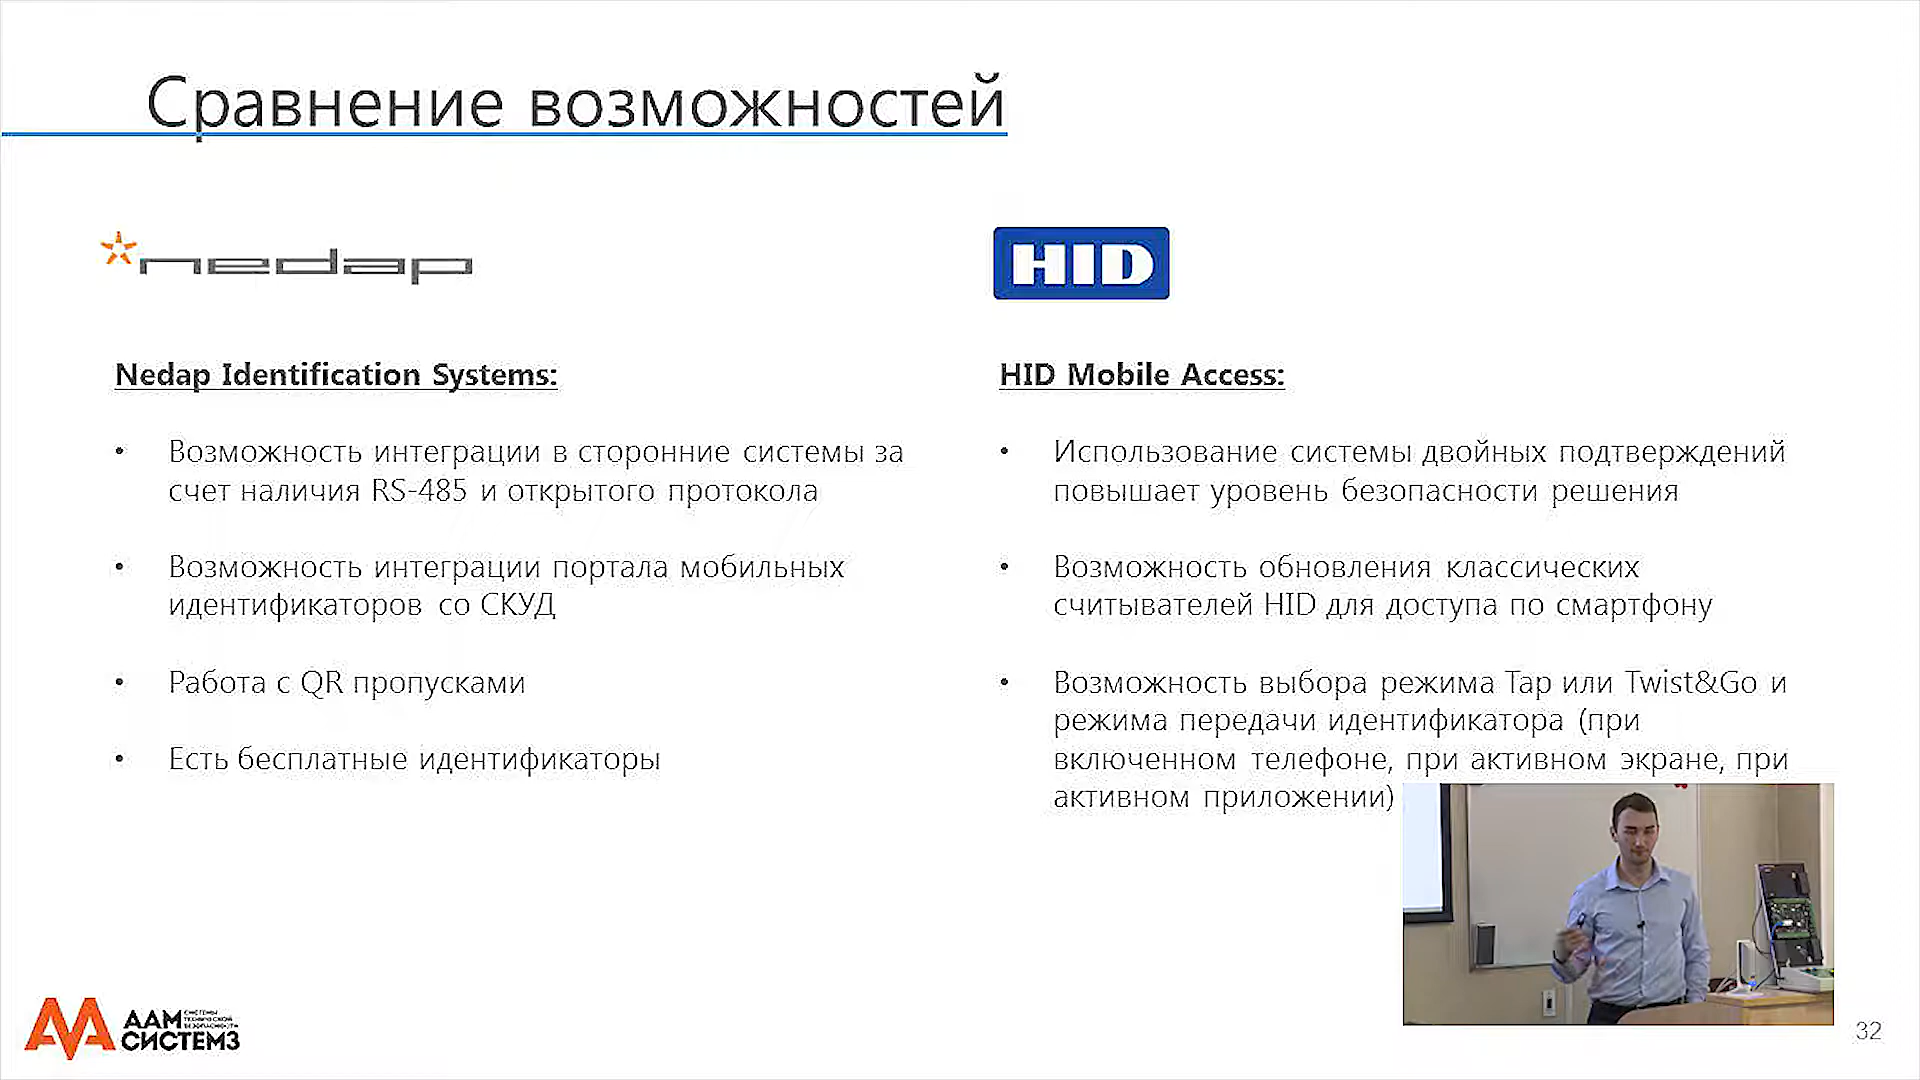 Сравнение возможностей
nedap
HID
Nedap Identification Systems:
• Возможность интеграции в сторонние системы за
счет наличия RS-485 и открытого протокола
• Возможность интеграции портала мобильных
идентификаторов со СКУД
• Работа с QR пропусками
• Есть бесплатные идентификаторы
HID Mobile Access:
• Использование системы двойных подтверждений
повышает уровень безопасности решения
• Возможность обновления классических
считывателей HID для доступа по смартфону
• Возможность выбора режима Tap или Twist&Go и
режима передачи идентификатора (при
включенном телефоне, при активном экране, при
активном приложении)
ААМ
СИСТЕМЗ
СИСТЕМЫ
ТЕХНИЧЕСКОЙ
БЕЗОПАСНОСТИ
32